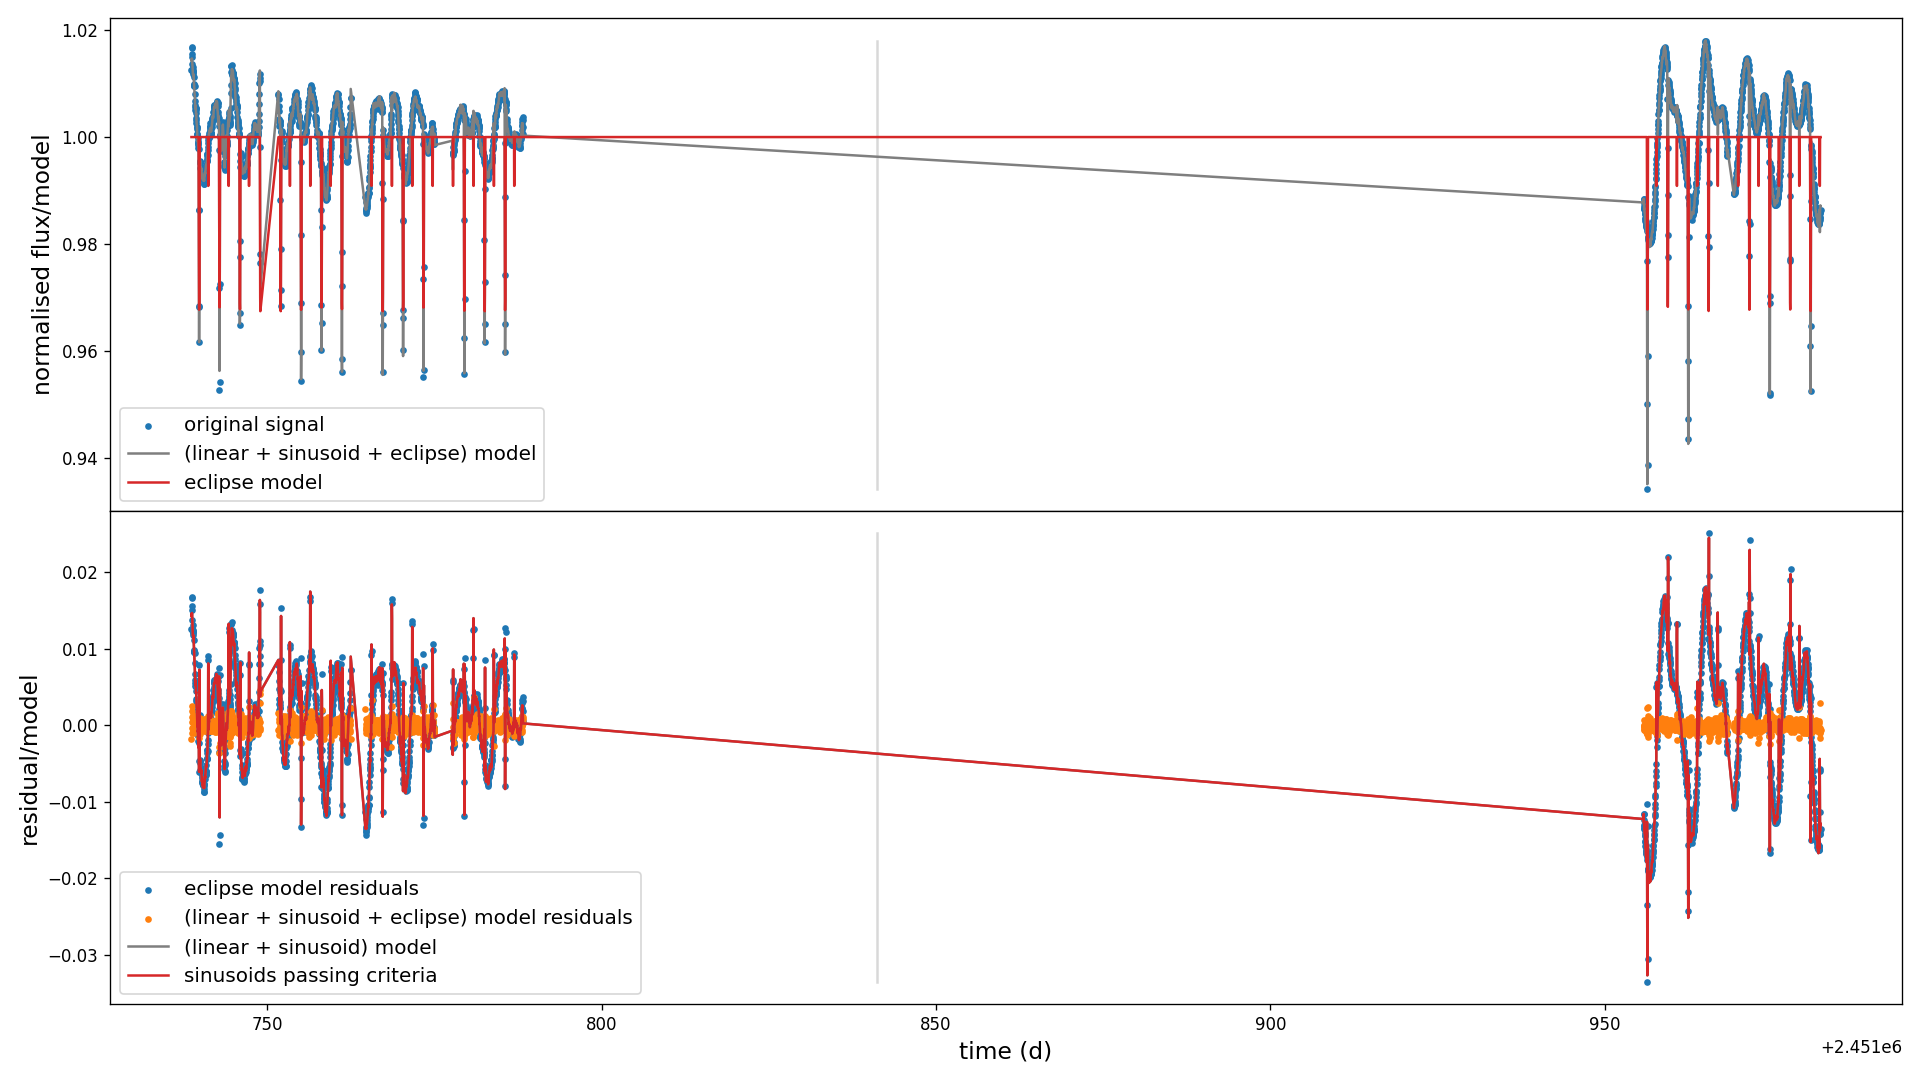 1.02
1.00
0.98
0.96
0.94
normalised flux/model
original signal
(linear + sinusoid + eclipse) model
eclipse model
0.02
0.01
0.00
−0.01
−0.02
−0.03
residual/model
eclipse model residuals
(linear + sinusoid + eclipse) model residuals
(linear + sinusoid) model
sinusoids passing criteria
750
800
850
900
950
time (d)
+2.451e6